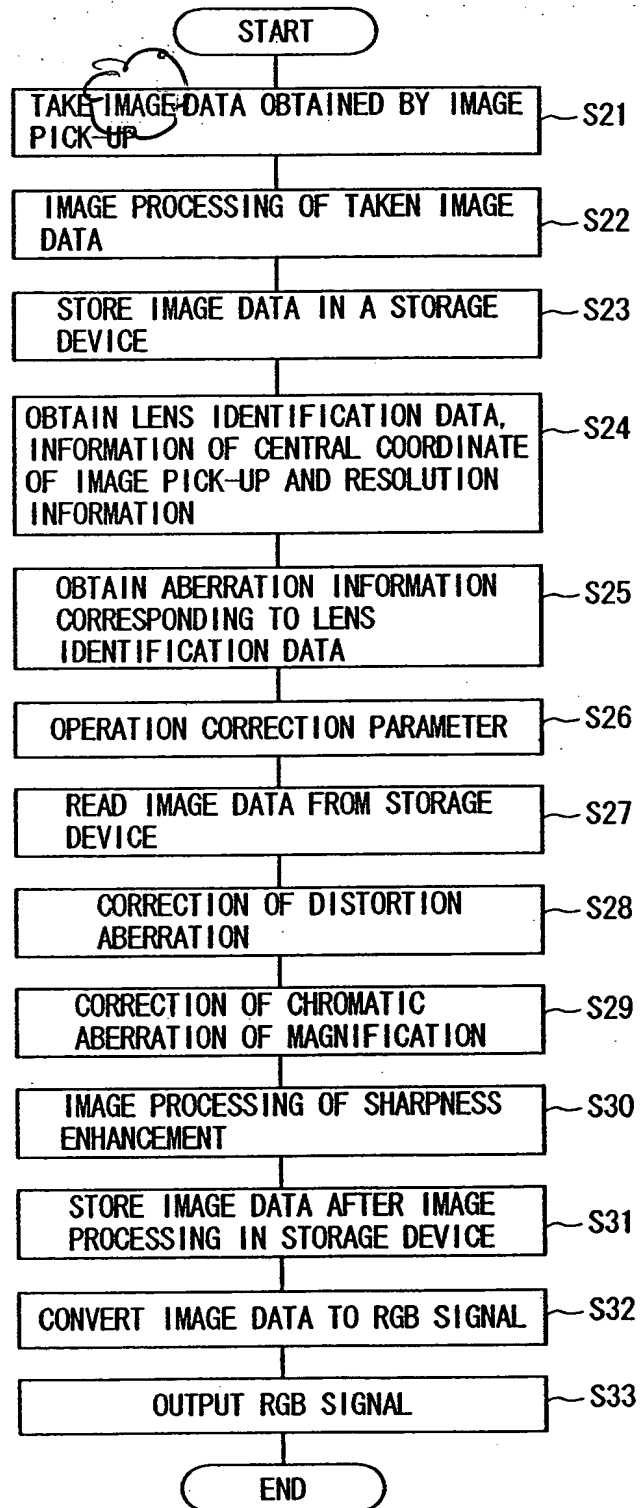 START
TAKE IMAGE DATA OBTAINED BY IMAGE
PICK-UP
S21
IMAGE PROCESSING OF TAKEN IMAGE
DATA
S22
STORE IMAGE DATA IN A STORAGE
DEVICE
S23
OBTAIN LENS IDENTIFICATION DATA,
INFORMATION OF CENTRAL COORDINATE
OF IMAGE PICK-UP AND RESOLUTION
INFORMATION
S24
OBTAIN ABERRATION INFORMATION
CORRESPONDING TO LENS
IDENTIFICATION DATA
S25
OPERATION CORRECTION PARAMETER
S26
READ IMAGE DATA FROM STORAGE
DEVICE
S27
CORRECTION OF DISTORTION
ABERRATION
S28
CORRECTION OF CHROMATIC
ABERRATION OF MAGNIFICATION
S29
IMAGE PROCESSING OF SHARPNESS
ENHANCEMENT
S30
STORE IMAGE DATA AFTER IMAGE
PROCESSING IN STORAGE DEVICE
S31
CONVERT IMAGE DATA TO RGB SIGNAL
S32
OUTPUT RGB SIGNAL
S33
END